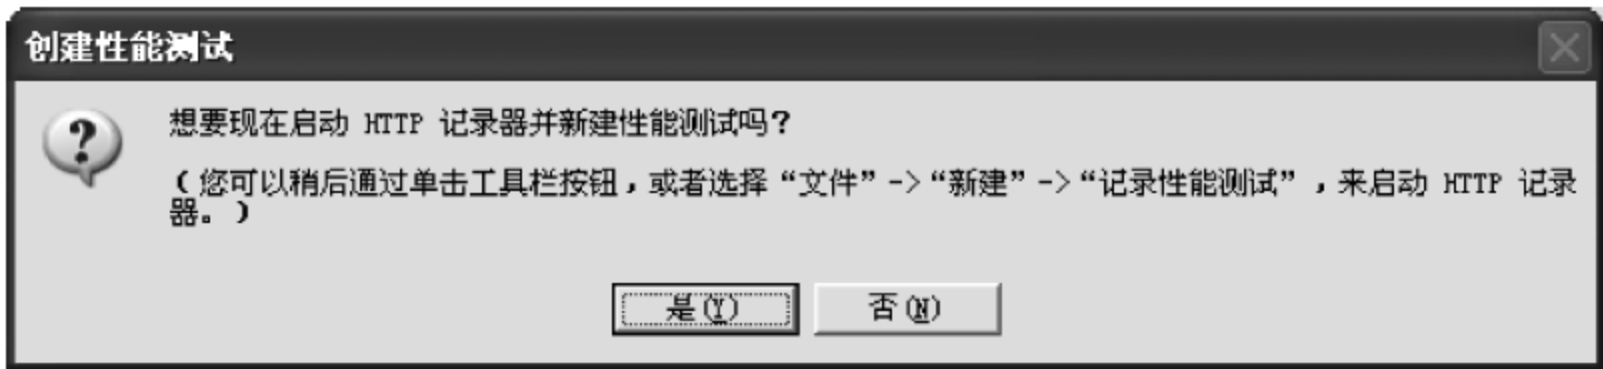 创建性能测试
想要现在启动 HTTP 记录器并新建性能测试吗？
（您可以稍后通过单击工具栏按钮，或者选择“文件”->“新建”->“记录性能测试”，来启动 HTTP 记录
器。）
是(Y) 否(N)